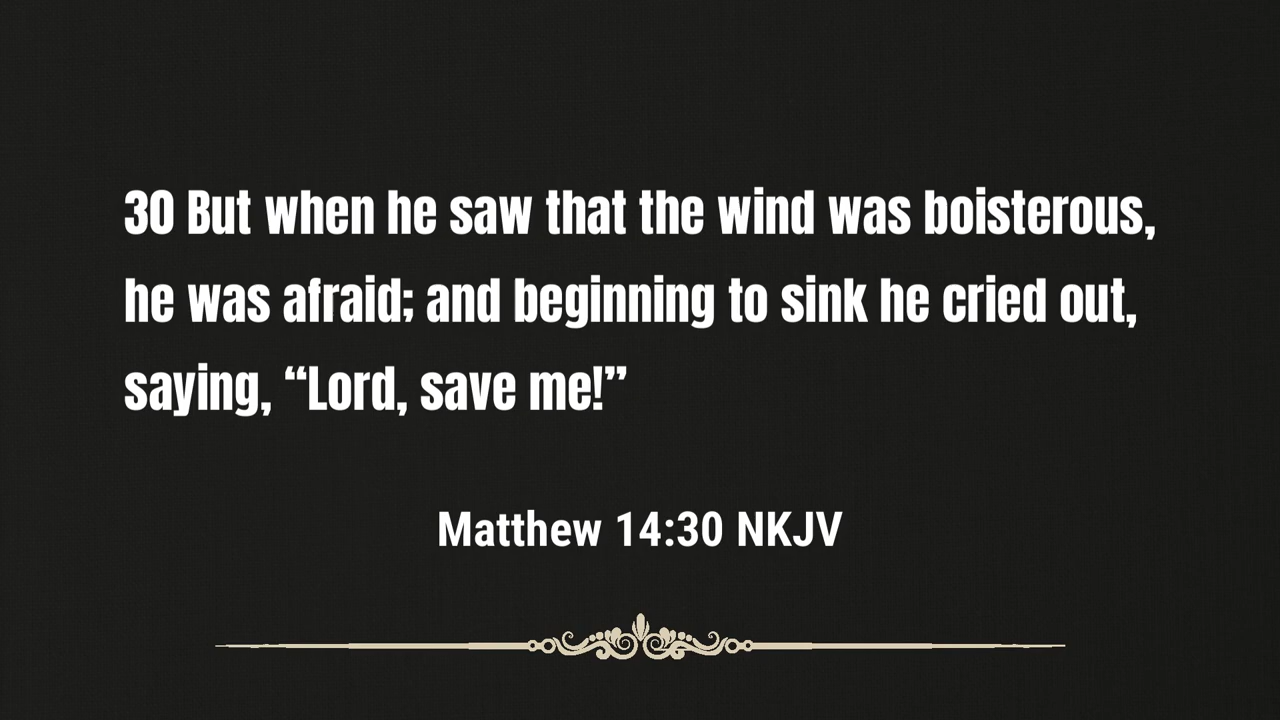 30 But when he saw that the wind was boisterous,
he was afraid; and beginning to sink he cried out,
saying, “Lord, save me!”
Matthew 14:30 NKJV